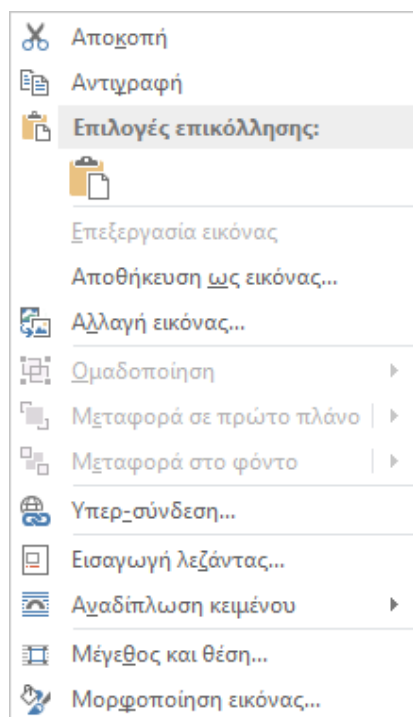 Αποκοπή
Αντιγραφή
Επιλογές επικόλλησης:
Επεξεργασία εικόνας
Αποθήκευση ως εικόνας...
Αλλαγή εικόνας...
Ομαδοποίηση
Μεταφορά σε πρώτο πλάνο
Μεταφορά στο φόντο
Υπερ-σύνδεση...
Εισαγωγή λεζάντας...
Αναδίπλωση κειμένου
Μέγεθος και θέση...
Μορφοποίηση εικόνας...